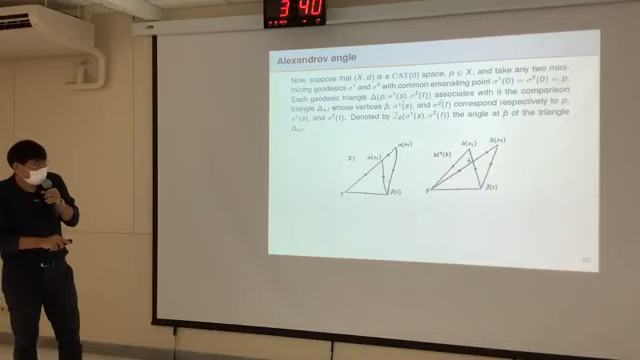 3 40
Alexandrov angle
Now, suppose that (X, d) is a CAT(0) space, p ∈ X, and take any two mini-
mizing geodesics σ¹ and σ² with common emanating point σ¹(0) = σ²(0) = p.
Each geodesic triangle Δ(p, σ¹(s), σ²(t)) associates with it the comparison
triangle Δ̄s,t whose vertices p̄, σ̄¹(s), and σ̄²(t) correspond respectively to p,
σ¹(s), and σ²(t). Denoted by ∠̄p(σ¹(s), σ²(t)) the angle at p̄ of the triangle
Δ̄s,t.